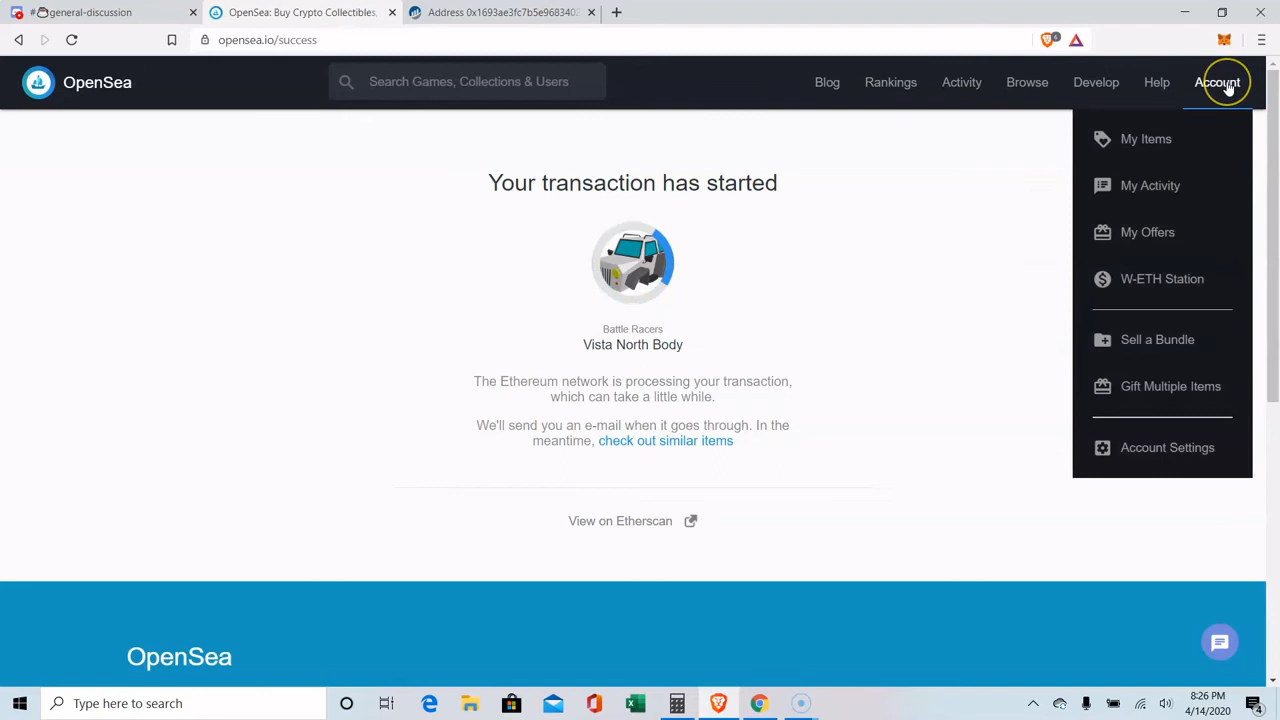 general-discussion
OpenSea: Buy Crypto Collectibles,
Address 0x1693ae3fc7b5e9683402
opensea.io/success
6
OpenSea
Search Games, Collections & Users
Blog
Rankings
Activity
Browse
Develop
Help
Account
My Items
My Activity
My Offers
W-ETH Station
Sell a Bundle
Gift Multiple Items
Account Settings
Your transaction has started
Battle Racers
Vista North Body
The Ethereum network is processing your transaction,
which can take a little while.
We'll send you an e-mail when it goes through. In the
meantime, check out similar items
View on Etherscan
OpenSea
Type here to search
8:26 PM
4/14/2020
4